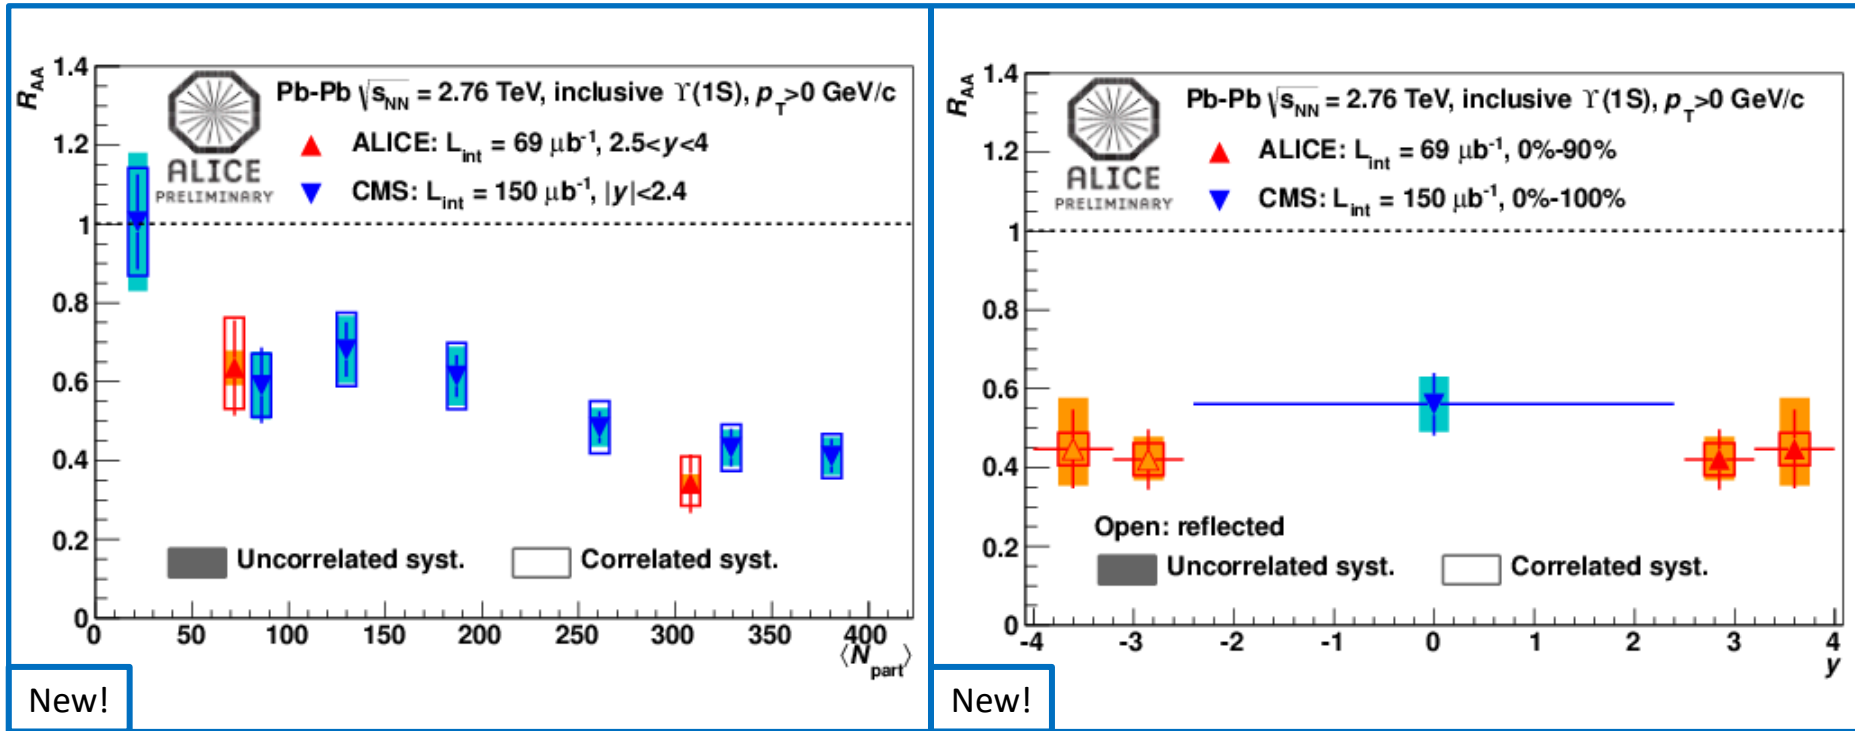 R_AA
1.4
1.2
1
0.8
0.6
0.4
0.2
0
ALICE
PRELIMINARY
Pb-Pb √s_NN = 2.76 TeV, inclusive ϒ(1S), p_T>0 GeV/c
ALICE: L_int = 69 μb⁻¹, 2.5<y<4
CMS: L_int = 150 μb⁻¹, |y|<2.4
Uncorrelated syst.
Correlated syst.
0 50 100 150 200 250 300 350 400
⟨N_part⟩
New!
R_AA
1.4
1.2
1
0.8
0.6
0.4
0.2
0
ALICE
PRELIMINARY
Pb-Pb √s_NN = 2.76 TeV, inclusive ϒ(1S), p_T>0 GeV/c
ALICE: L_int = 69 μb⁻¹, 0%-90%
CMS: L_int = 150 μb⁻¹, 0%-100%
Open: reflected
Uncorrelated syst.
Correlated syst.
-4 -3 -2 -1 0 1 2 3 4
y
New!